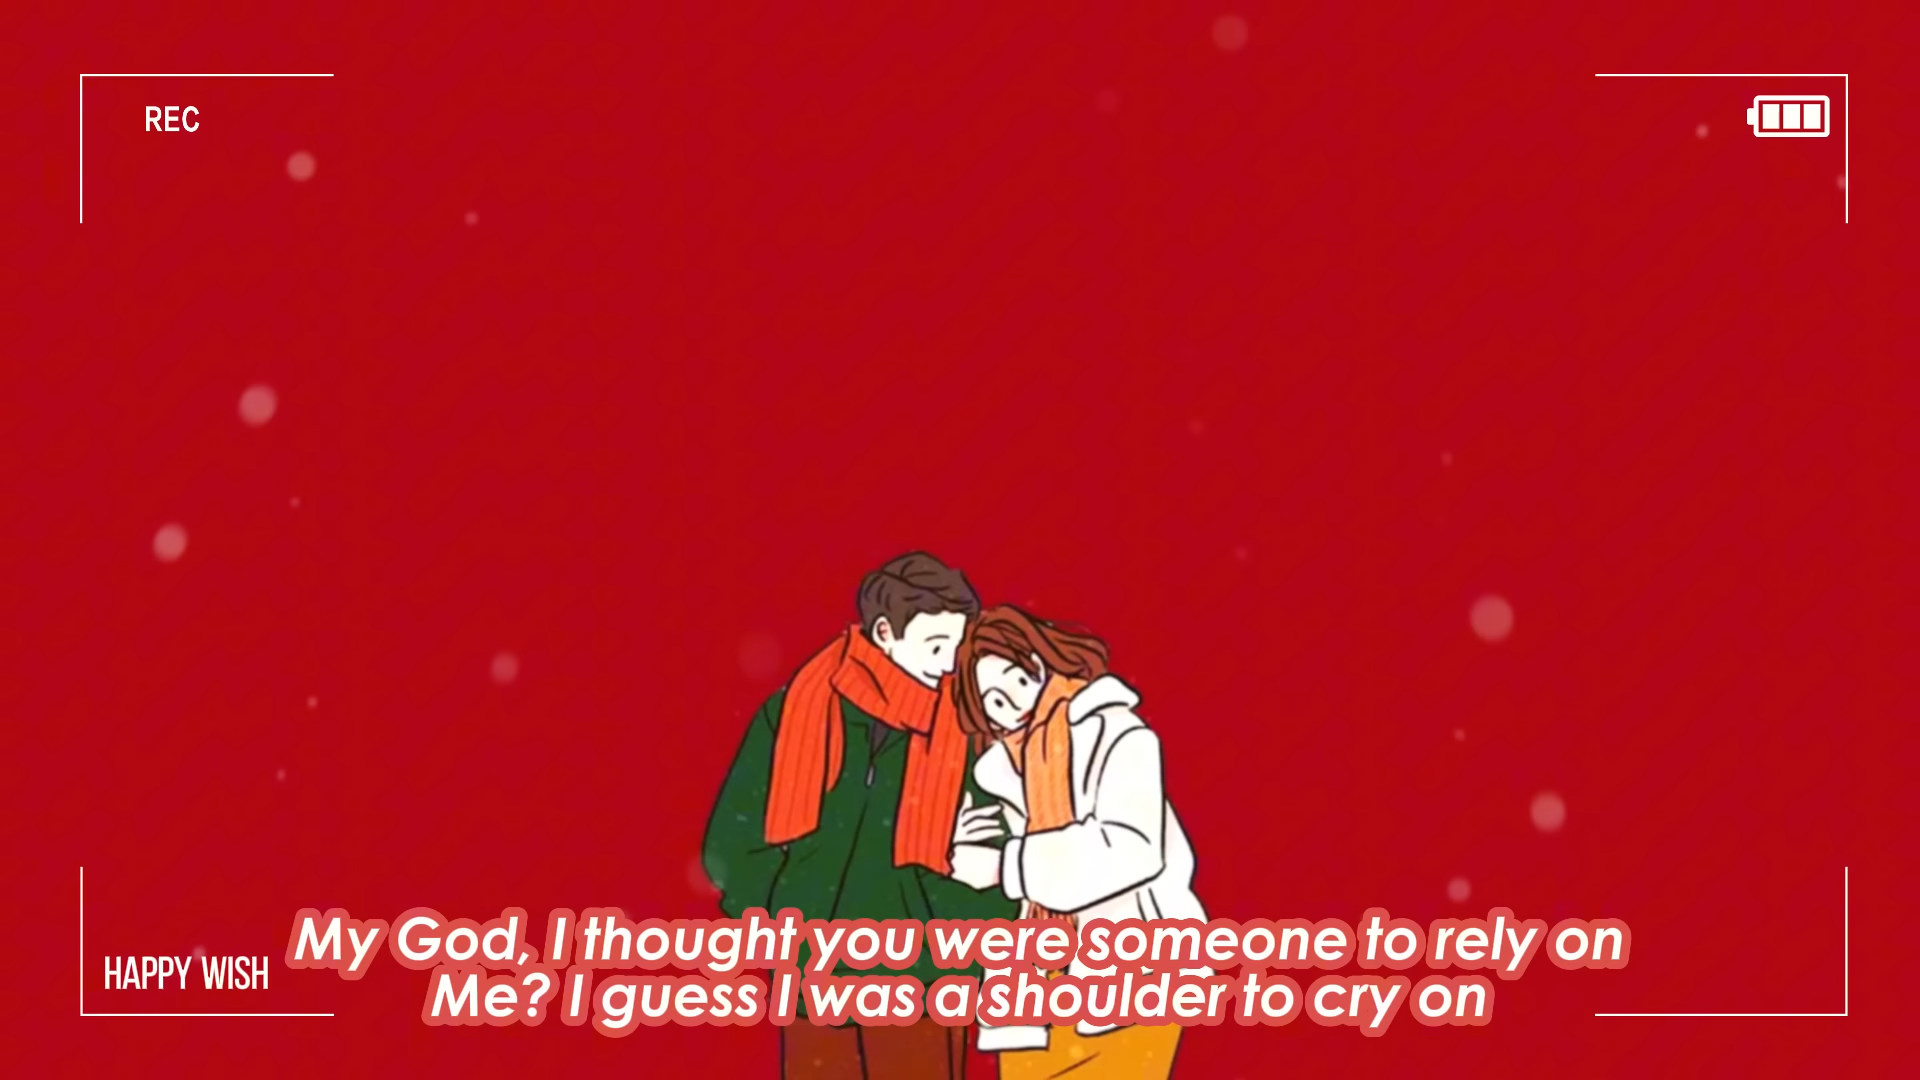 REC
My God, I thought you were someone to rely on
Me? I guess I was a shoulder to cry on
HAPPY WISH